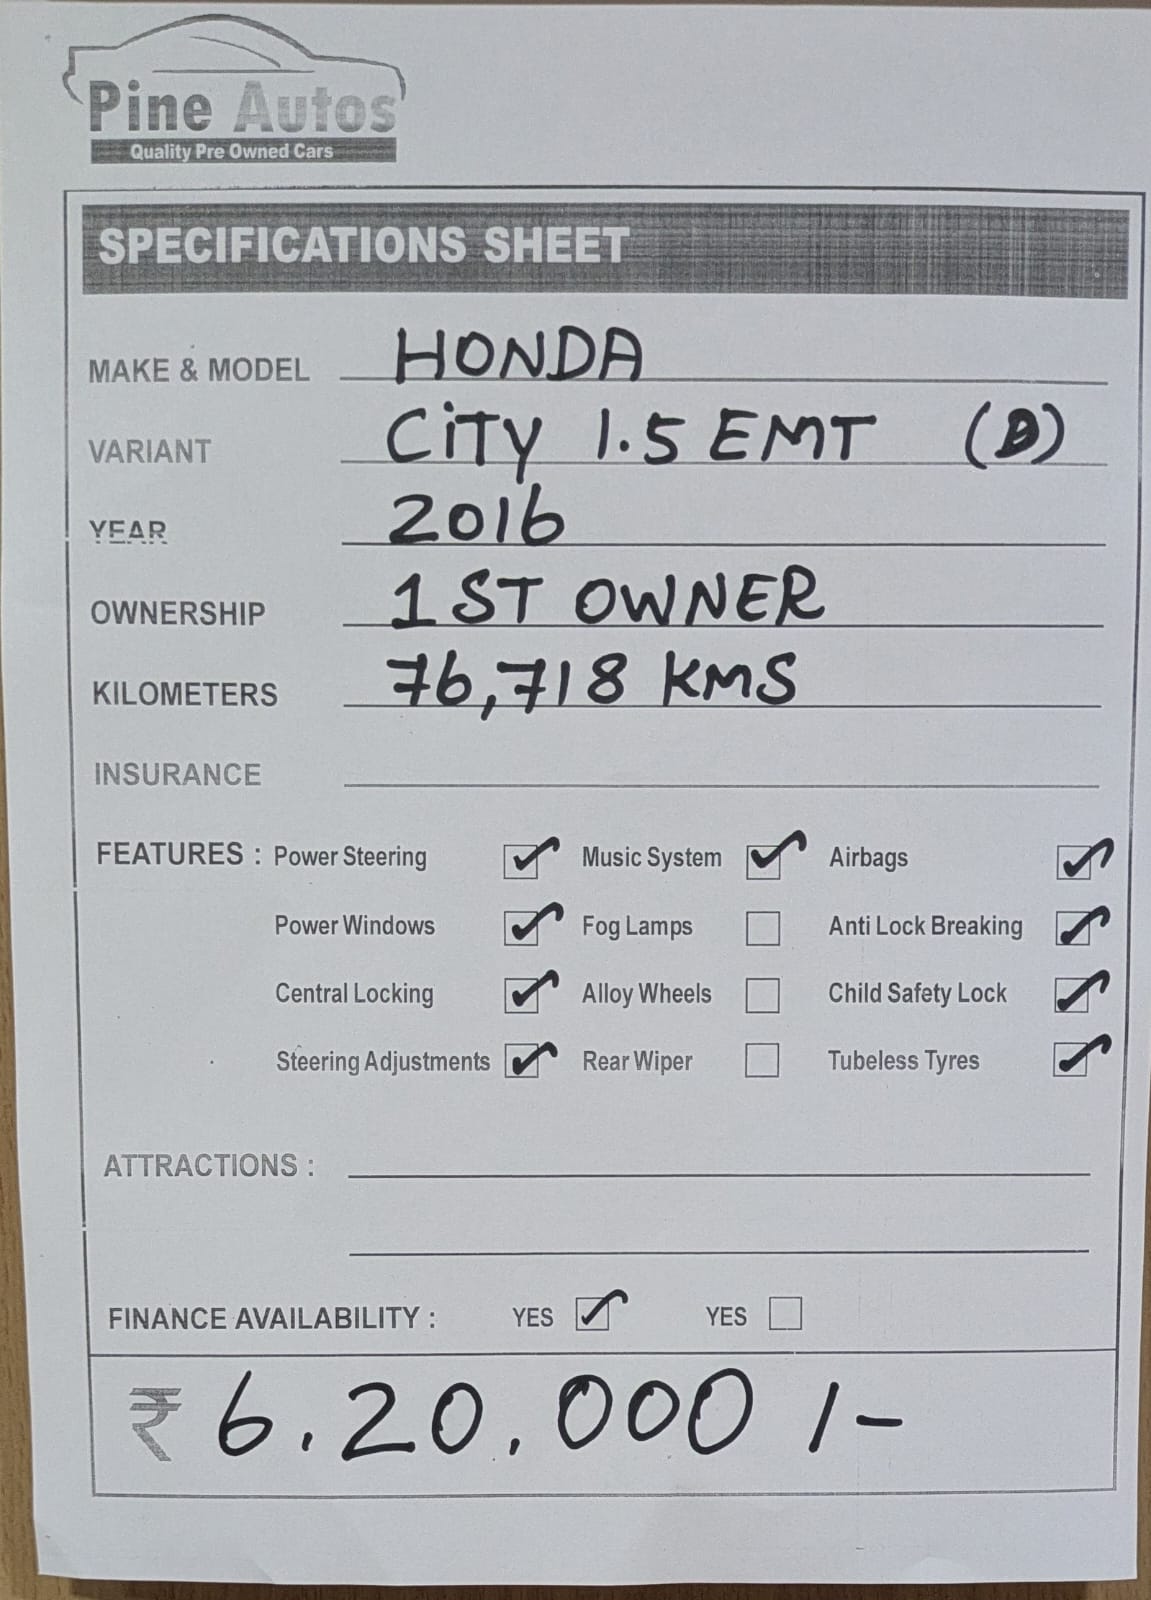 Pine Autos
Quality Pre Owned Cars
SPECIFICATIONS SHEET
MAKE & MODEL HONDA
VARIANT CiTY 1.5 EMT (D)
YEAR 2016
OWNERSHIP 1ST OWNER
KILOMETERS 76,718 KMS
INSURANCE
FEATURES : Power Steering Music System Airbags
Power Windows Fog Lamps Anti Lock Breaking
Central Locking Alloy Wheels Child Safety Lock
Steering Adjustments Rear Wiper Tubeless Tyres
ATTRACTIONS :
FINANCE AVAILABILITY : YES YES
₹ 6,20,000/-